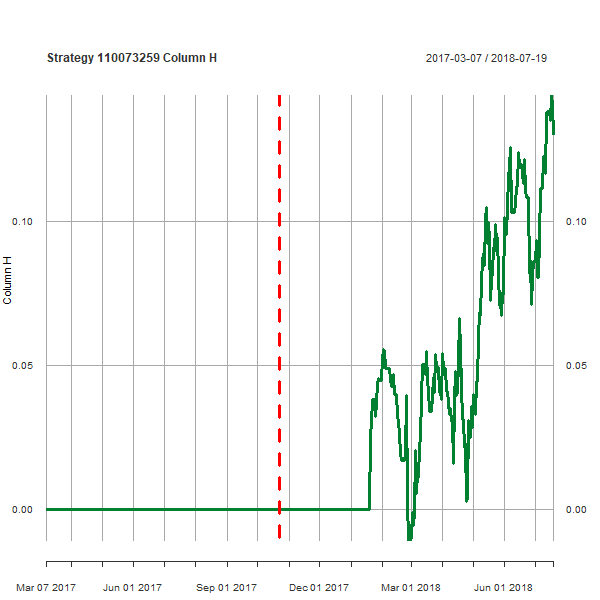 Strategy 110073259 Column H
2017-03-07 / 2018-07-19
0.10
0.10
Column H
0.05
0.05
0.00
0.00
Mar 07 2017
Jun 01 2017
Sep 01 2017
Dec 01 2017
Mar 01 2018
Jun 01 2018